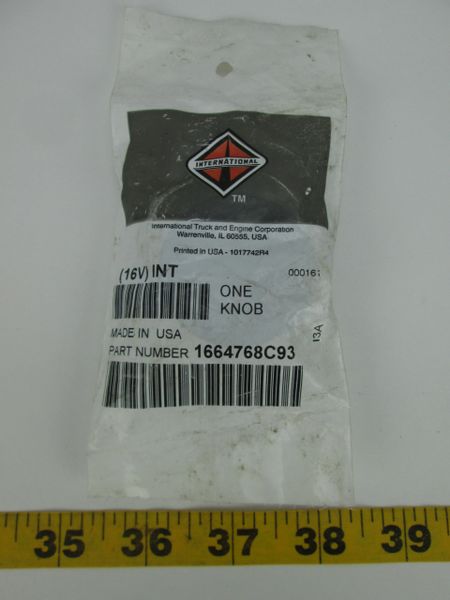 INTERNATIONAL
TM
International Truck and Engine Corporation
Warrenville, IL 60555, USA
Printed in USA - 1017742R4
(16V) INT
ONE
KNOB
MADE IN USA
13A
PART NUMBER 1664768C93
35 36 37 38 39